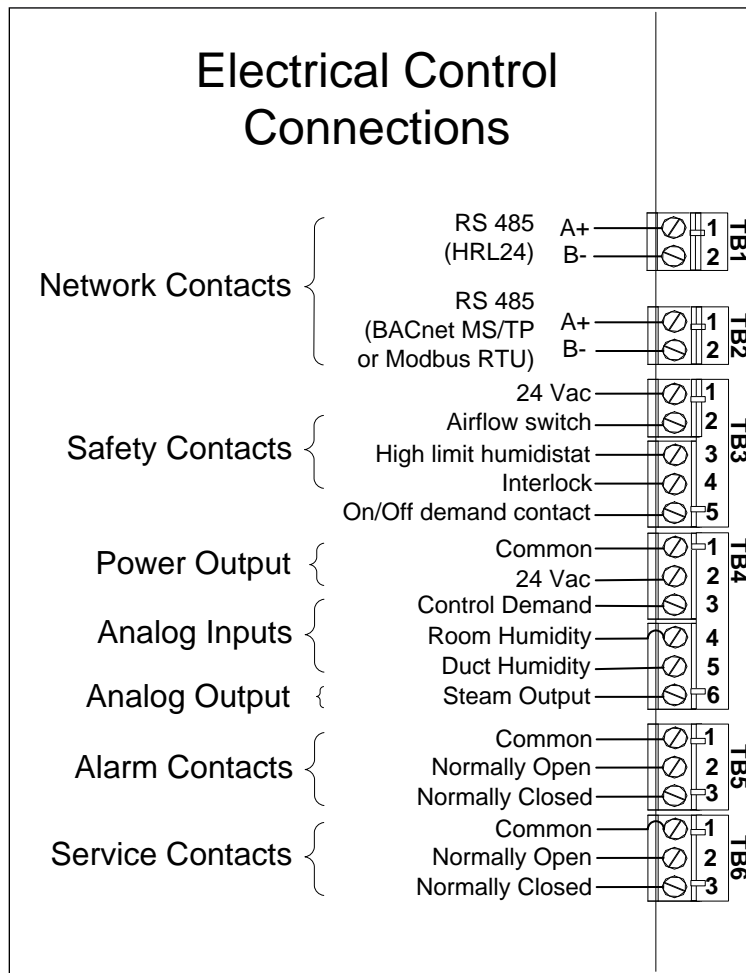 Electrical Control
Connections
Network Contacts
RS 485
(HRL24)
A+
B-
1
2
TB1
RS 485
(BACnet MS/TP
or Modbus RTU)
A+
B-
1
2
TB2
Safety Contacts
24 Vac
Airflow switch
High limit humidistat
Interlock
On/Off demand contact
1
2
3
4
5
TB3
Power Output
Common
24 Vac
Analog Inputs
Control Demand
Room Humidity
Duct Humidity
Analog Output
Steam Output
1
2
3
4
5
6
TB4
Alarm Contacts
Common
Normally Open
Normally Closed
1
2
3
TB5
Service Contacts
Common
Normally Open
Normally Closed
1
2
3
TB6